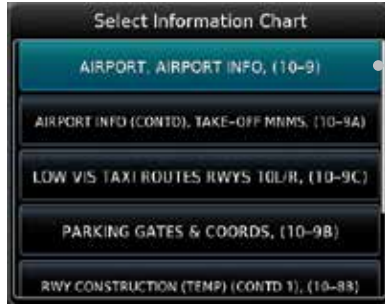 Select Information Chart
AIRPORT, AIRPORT INFO, (10-9)
AIRPORT INFO (CONTD), TAKE-OFF MNMS, (10-9A)
LOW VIS TAXI ROUTES RWYS 10L/R, (10-9C)
PARKING GATES & COORDS, (10-9B)
RWY CONSTRUCTION (TEMP) (CONTD 1), (10-8B)